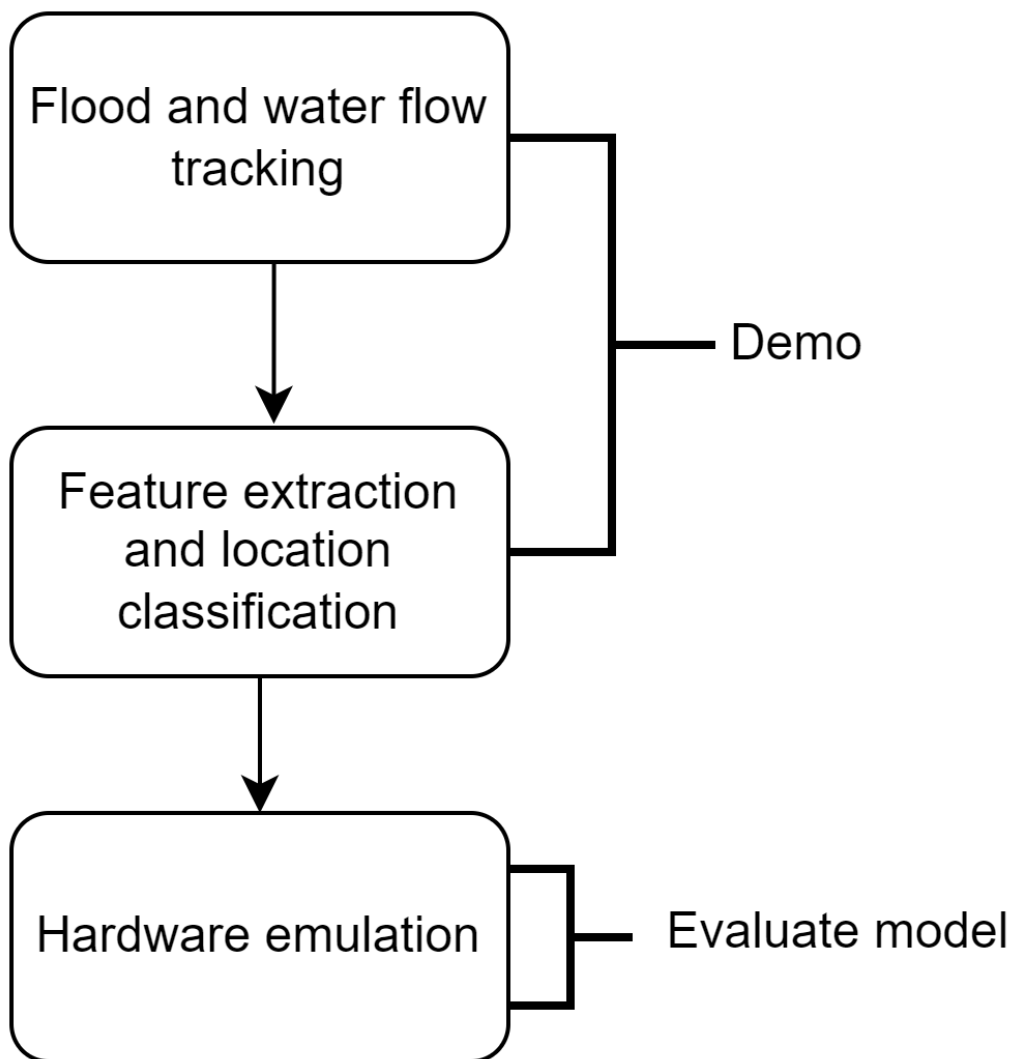 Flood and water flow
tracking
Demo
Feature extraction
and location
classification
Hardware emulation
Evaluate model